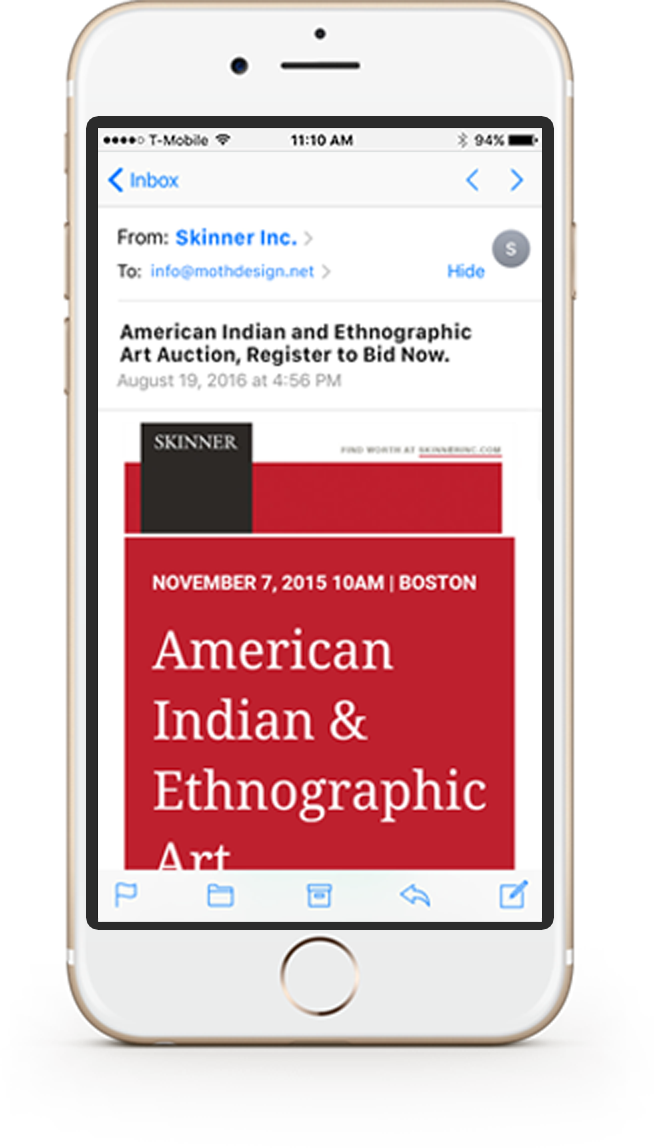 T-Mobile 11:10 AM 94%
Inbox
From: Skinner Inc.
S
To: info@mothdesign.net
Hide
American Indian and Ethnographic
Art Auction, Register to Bid Now.
August 19, 2016 at 4:56 PM
SKINNER
FIND WORTH AT SKINNERINC.COM
NOVEMBER 7, 2015 10AM | BOSTON
American
Indian &
Ethnographic
Art